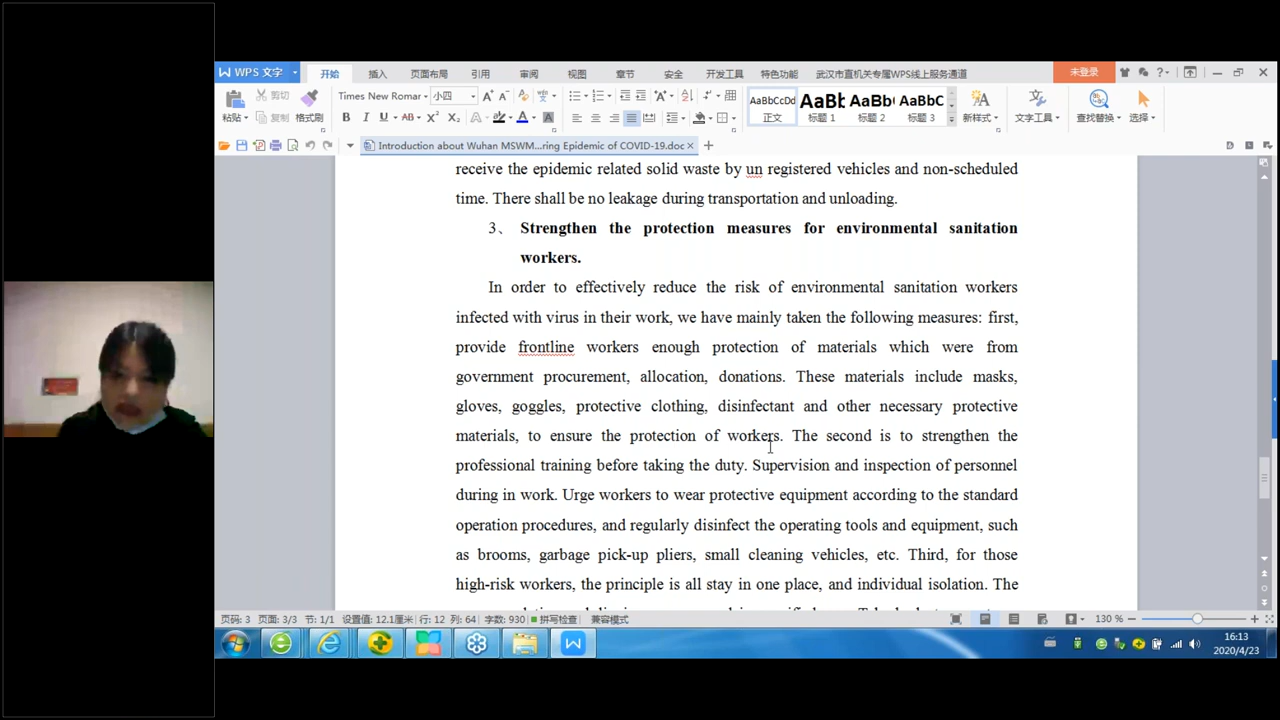 WPS 文字
开始 插入 页面布局 引用 审阅 视图 章节 安全 开发工具 特色功能 武汉市直机关专属WPS线上服务通道 未登录
粘贴 剪切 复制 格式刷 Times New Romar 小四
AaBbCcDd AaBb AaBb( AaBbC
正文 标题 1 标题 2 标题 3 新样式 文字工具 查找替换 选择
Introduction about Wuhan MSWM...ring Epidemic of COVID-19.doc
receive the epidemic related solid waste by un registered vehicles and non-scheduled
time. There shall be no leakage during transportation and unloading.
3、 Strengthen the protection measures for environmental sanitation
workers.
In order to effectively reduce the risk of environmental sanitation workers
infected with virus in their work, we have mainly taken the following measures: first,
provide frontline workers enough protection of materials which were from
government procurement, allocation, donations. These materials include masks,
gloves, goggles, protective clothing, disinfectant and other necessary protective
materials, to ensure the protection of workers. The second is to strengthen the
professional training before taking the duty. Supervision and inspection of personnel
during in work. Urge workers to wear protective equipment according to the standard
operation procedures, and regularly disinfect the operating tools and equipment, such
as brooms, garbage pick-up pliers, small cleaning vehicles, etc. Third, for those
high-risk workers, the principle is all stay in one place, and individual isolation. The
页码: 3 页面: 3/3 节: 1/1 设置值: 12.1厘米 行: 12 列: 64 字数: 930 拼写检查 兼容模式 130 %
16:13
2020/4/23